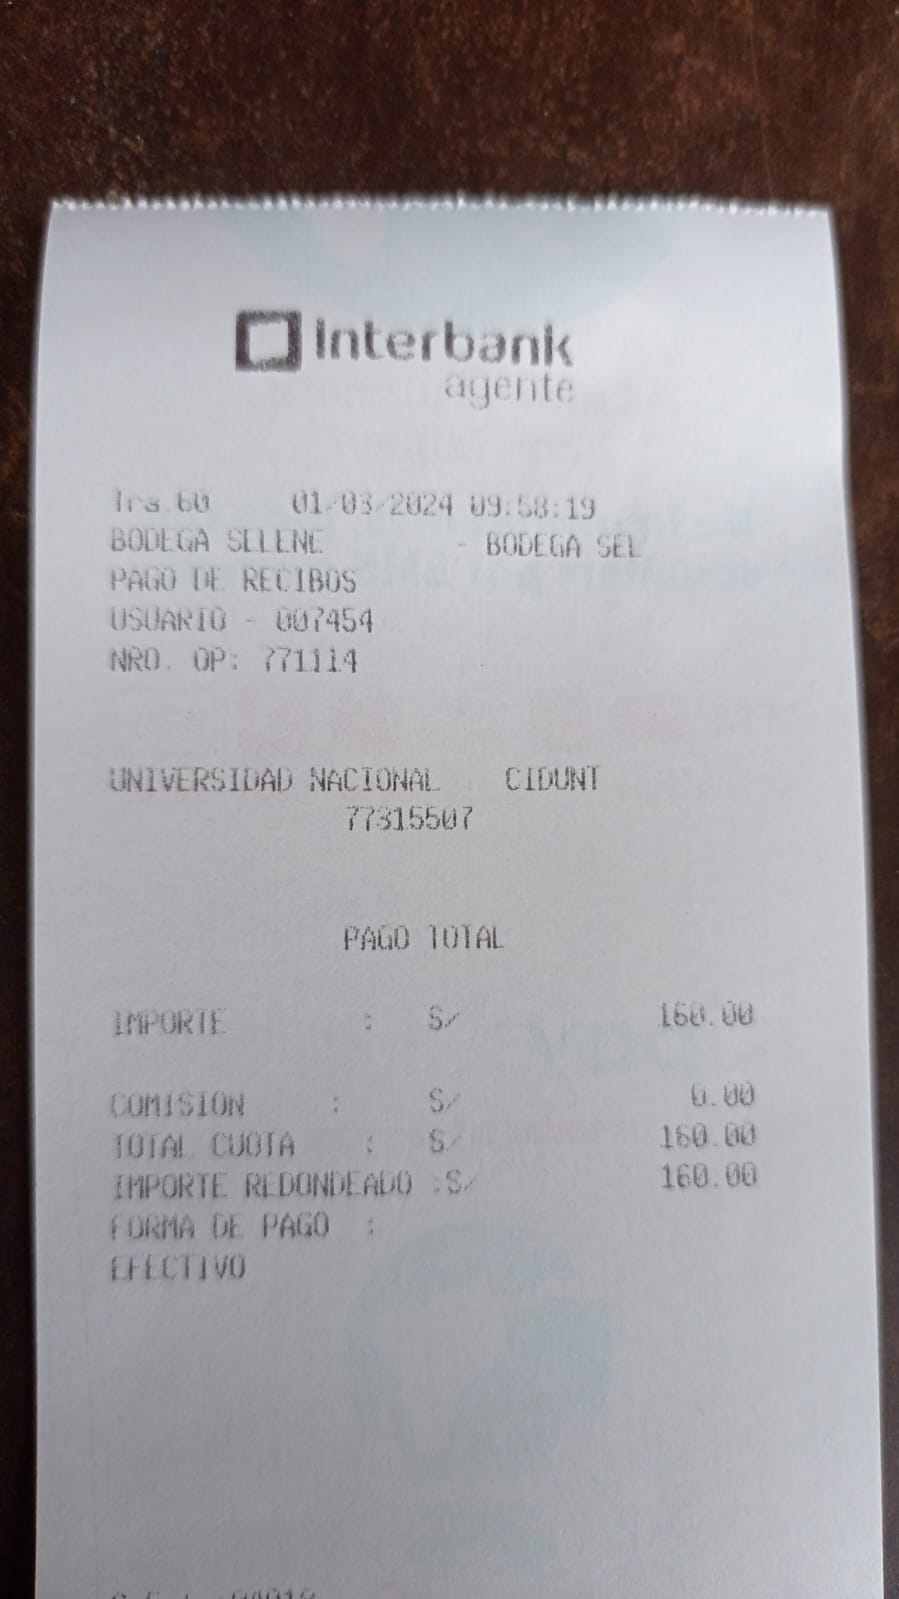 Interbank
agente
Trs.60 01/03/2024 09:58:19
BODEGA SELENE - BODEGA SEL
PAGO DE RECIBOS
USUARIO - 007454
NRO. OP: 771114
UNIVERSIDAD NACIONAL CIDUNT
77315507
PAGO TOTAL
IMPORTE : S/ 160.00
COMISION : S/ 0.00
TOTAL CUOTA : S/ 160.00
IMPORTE REDONDEADO :S/ 160.00
FORMA DE PAGO :
EFECTIVO